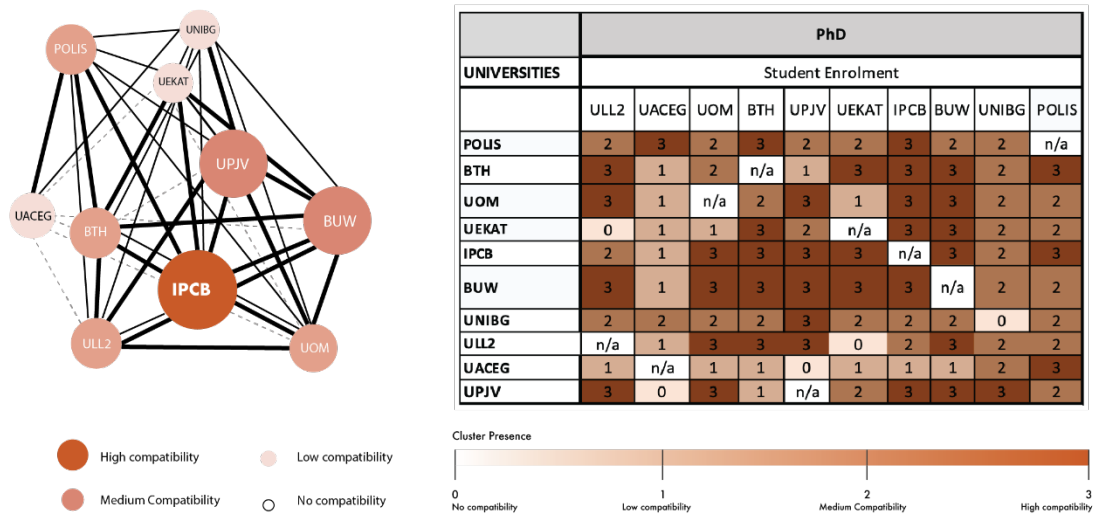 UNIBG
POLIS
UEKAT
UPJV
UACEG
BTH
BUW
IPCB
ULL2
UOM
High compatibility
Low compatibility
Medium Compatibility
No compatibility
PhD
UNIVERSITIES Student Enrolment
ULL2 UACEG UOM BTH UPJV UEKAT IPCB BUW UNIBG POLIS
POLIS 2 3 2 3 2 2 3 2 2 n/a
BTH 3 1 2 n/a 1 3 3 3 2 3
UOM 3 1 n/a 2 3 1 3 3 2 2
UEKAT 0 1 1 3 2 n/a 3 3 2 2
IPCB 2 1 3 3 3 3 n/a 3 2 3
BUW 3 1 3 3 3 3 3 n/a 2 2
UNIBG 2 2 2 2 3 2 2 2 0 2
ULL2 n/a 1 3 3 3 0 2 3 2 2
UACEG 1 n/a 1 1 0 1 1 1 2 3
UPJV 3 0 3 1 n/a 2 3 3 3 2
Cluster Presence
0 1 2 3
No compatibility Low compatibility Medium Compatibility High compatibility